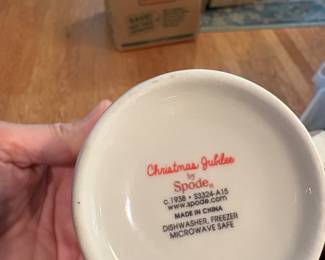 Christmas Jubilee
by
Spode®
c.1938 • S3324-A15
www.spode.com
MADE IN CHINA
DISHWASHER, FREEZER
MICROWAVE SAFE